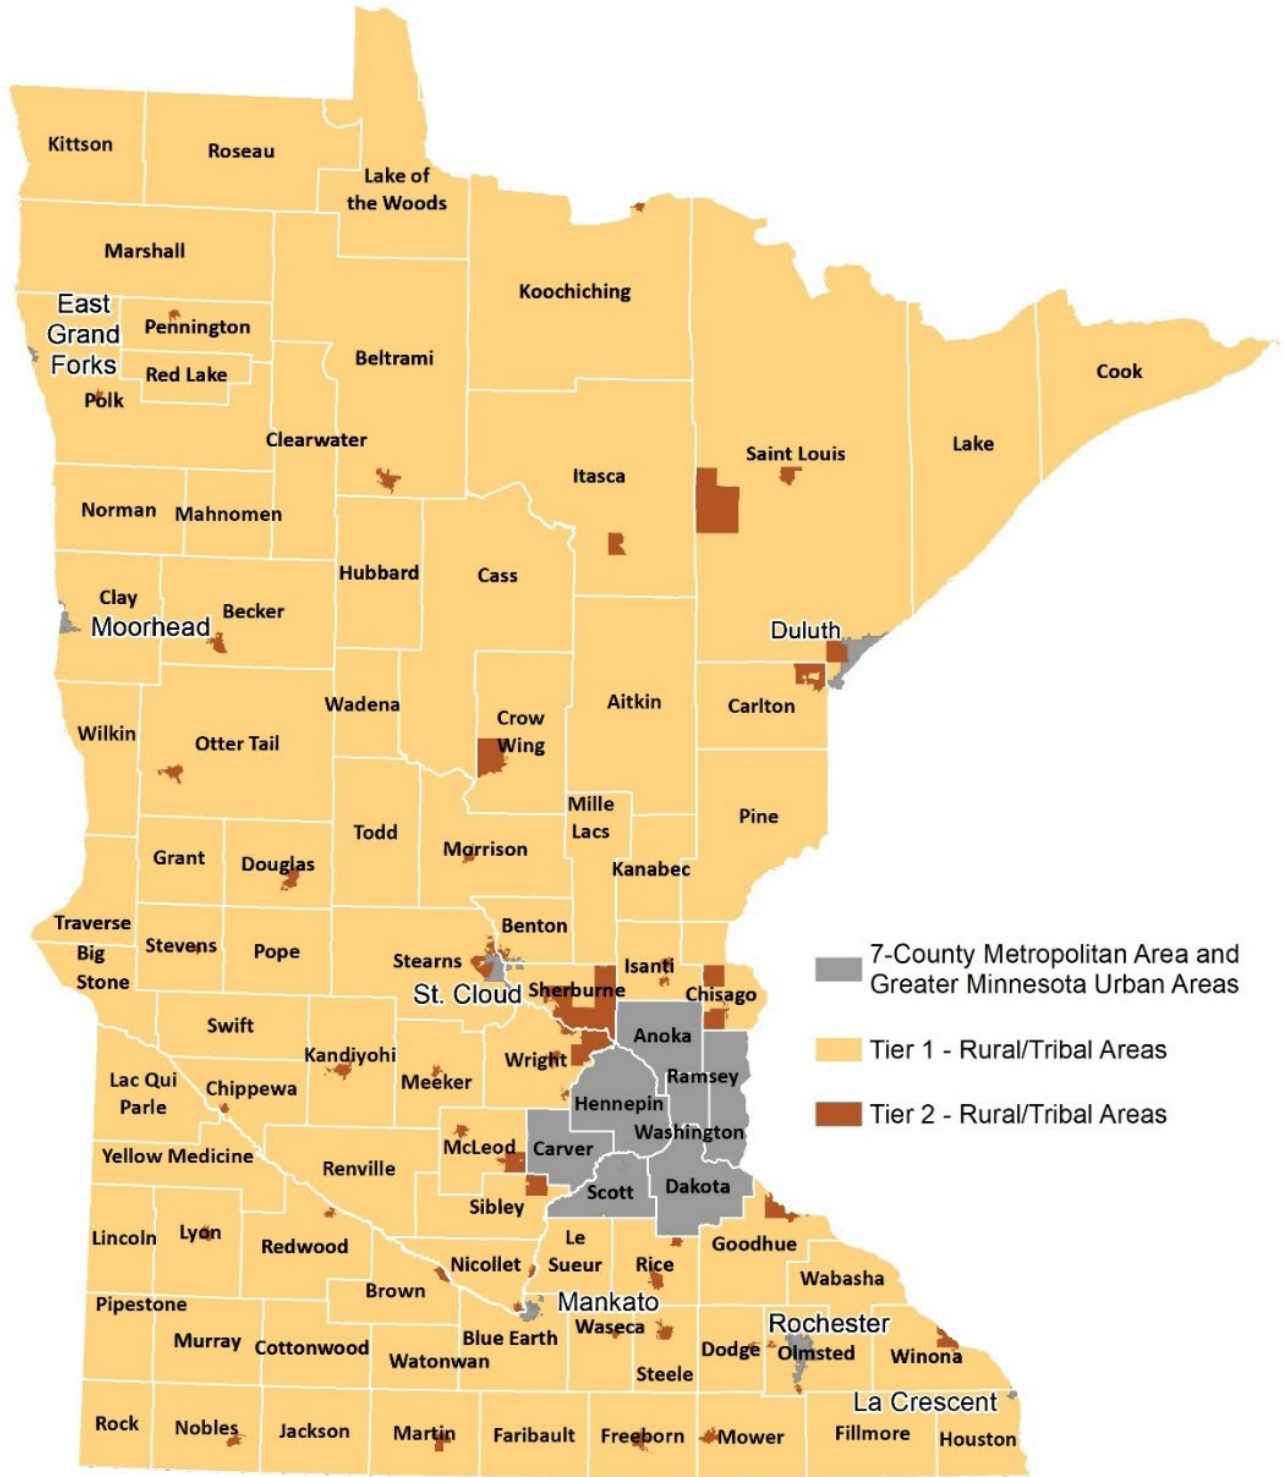 Kittson
Roseau
Lake of
the Woods
Marshall
Koochiching
East
Grand
Forks
Pennington
Beltrami
Red Lake
Cook
Polk
Clearwater
Saint Louis
Lake
Itasca
Norman
Mahnomen
Hubbard
Cass
Clay
Becker
Moorhead
Duluth
Wadena
Aitkin
Carlton
Crow
Wing
Wilkin
Otter Tail
Mille
Lacs
Pine
Todd
Morrison
Grant
Douglas
Kanabec
Traverse
Benton
Stevens
Pope
Big
Stone
Stearns
Isanti
St. Cloud
Sherburne
Chisago
7-County Metropolitan Area and
Greater Minnesota Urban Areas
Swift
Anoka
Kandiyohi
Wright
Tier 1 - Rural/Tribal Areas
Lac Qui
Parle
Chippewa
Meeker
Ramsey
Hennepin
Tier 2 - Rural/Tribal Areas
Washington
McLeod
Carver
Yellow Medicine
Renville
Scott
Dakota
Sibley
Lincoln
Lyon
Redwood
Le
Sueur
Goodhue
Nicollet
Rice
Wabasha
Brown
Pipestone
Mankato
Murray
Cottonwood
Blue Earth
Waseca
Rochester
Watonwan
Dodge
Olmsted
Winona
Steele
La Crescent
Rock
Nobles
Jackson
Martin
Faribault
Freeborn
Mower
Fillmore
Houston